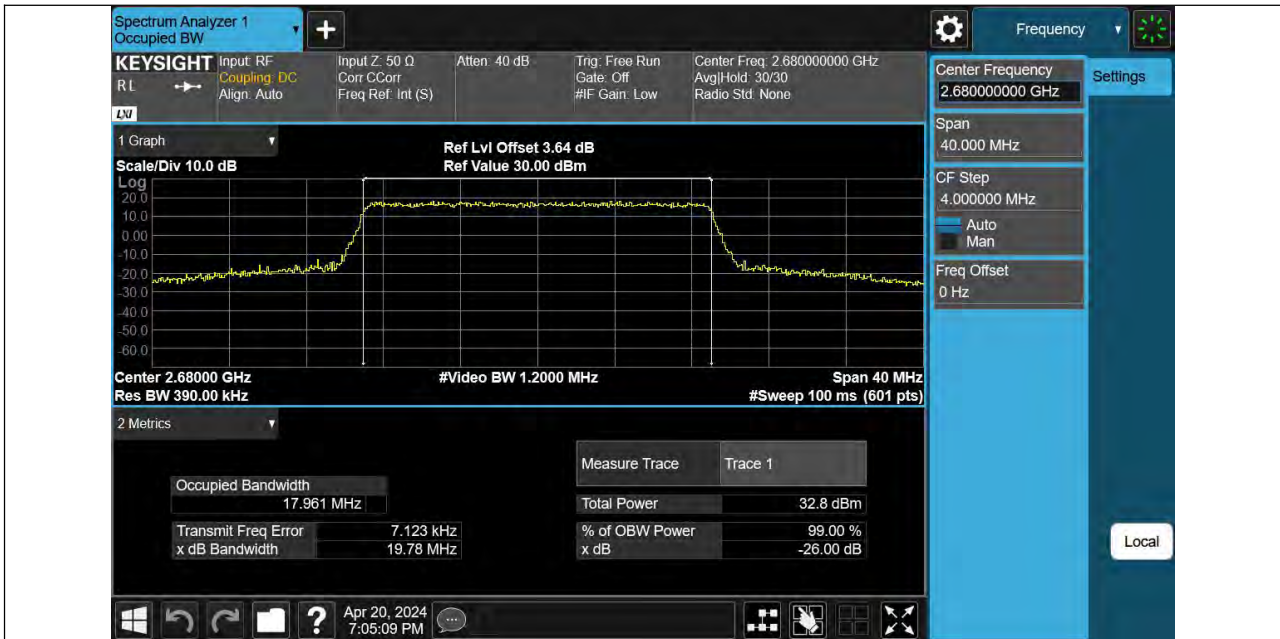 Spectrum Analyzer 1
Occupied BW
+
Frequency
KEYSIGHT
RL
LXI
Input: RF
Coupling: DC
Align: Auto
Input Z: 50 Ω
Corr CCorr
Freq Ref: Int (S)
Atten: 40 dB
Trig: Free Run
Gate: Off
#IF Gain: Low
Center Freq: 2.680000000 GHz
Avg|Hold: 30/30
Radio Std: None
1 Graph
Scale/Div 10.0 dB
Ref Lvl Offset 3.64 dB
Ref Value 30.00 dBm
Log
20.0
10.0
0.00
-10.0
-20.0
-30.0
-40.0
-50.0
-60.0
Center 2.68000 GHz
#Video BW 1.2000 MHz
Span 40 MHz
Res BW 390.00 kHz
#Sweep 100 ms (601 pts)
2 Metrics
Measure Trace Trace 1
Occupied Bandwidth
17.961 MHz
Total Power 32.8 dBm
Transmit Freq Error 7.123 kHz
% of OBW Power 99.00 %
x dB Bandwidth 19.78 MHz
x dB -26.00 dB
Center Frequency
2.680000000 GHz
Settings
Span
40.000 MHz
CF Step
4.000000 MHz
Auto
Man
Freq Offset
0 Hz
Local
?
Apr 20, 2024
7:05:09 PM